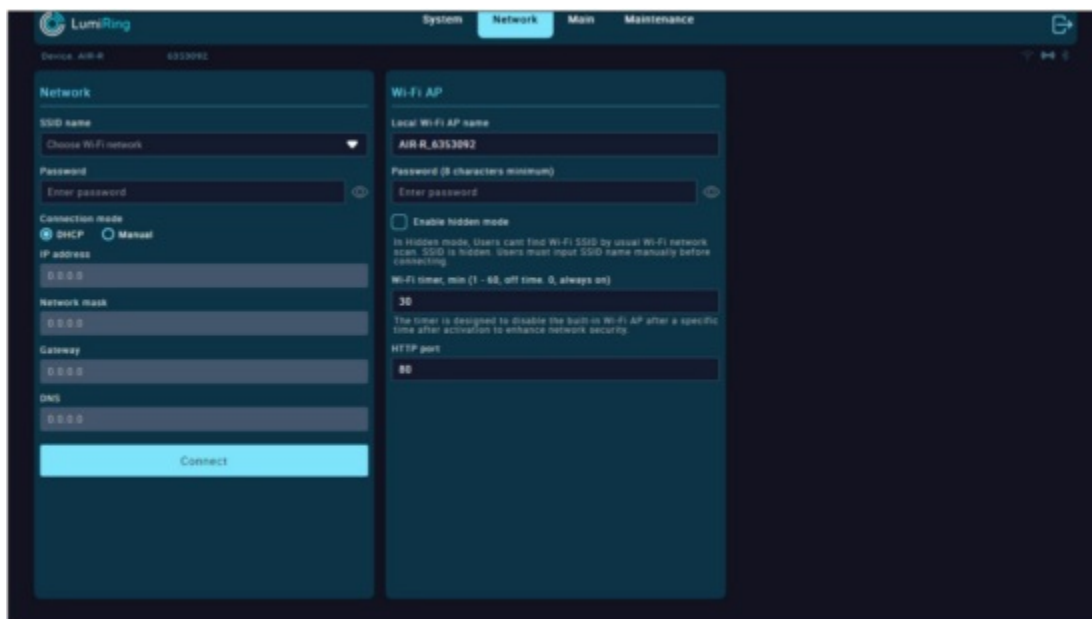 LumiRing
System Network Main Maintenance
Device: AIR-R 6353092
Network
SSID name
Choose Wi-Fi network
Password
Enter password
Connection mode
DHCP Manual
IP address
0.0.0.0
Network mask
0.0.0.0
Gateway
0.0.0.0
DNS
0.0.0.0
Connect
Wi-Fi AP
Local Wi-Fi AP name
AIR-R_6353092
Password (8 characters minimum)
Enter password
Enable hidden mode
In Hidden mode, Users cant find Wi-Fi SSID by usual Wi-Fi network
scan. SSID is hidden. Users must input SSID name manually before
connecting.
Wi-Fi timer, min (1 - 60, off time. 0, always on)
30
The timer is designed to disable the built-in Wi-Fi AP after a specific
time after activation to enhance network security.
HTTP port
80